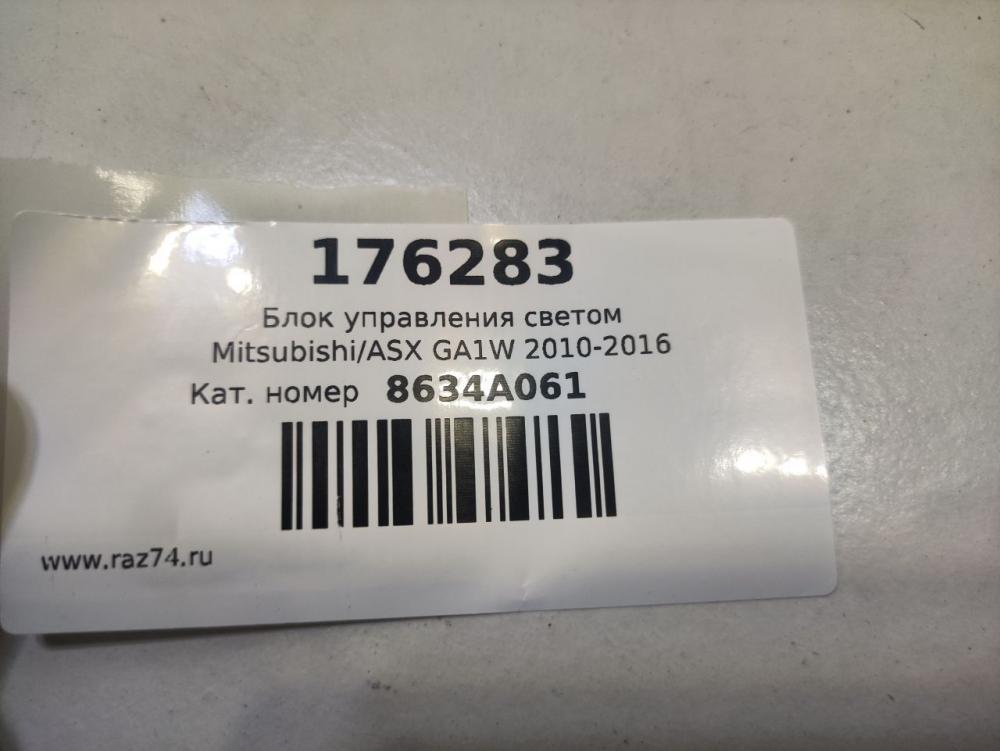 176283
Блок управления светом
Mitsubishi/ASX GA1W 2010-2016
Кат. номер 8634A061
www.raz74.ru